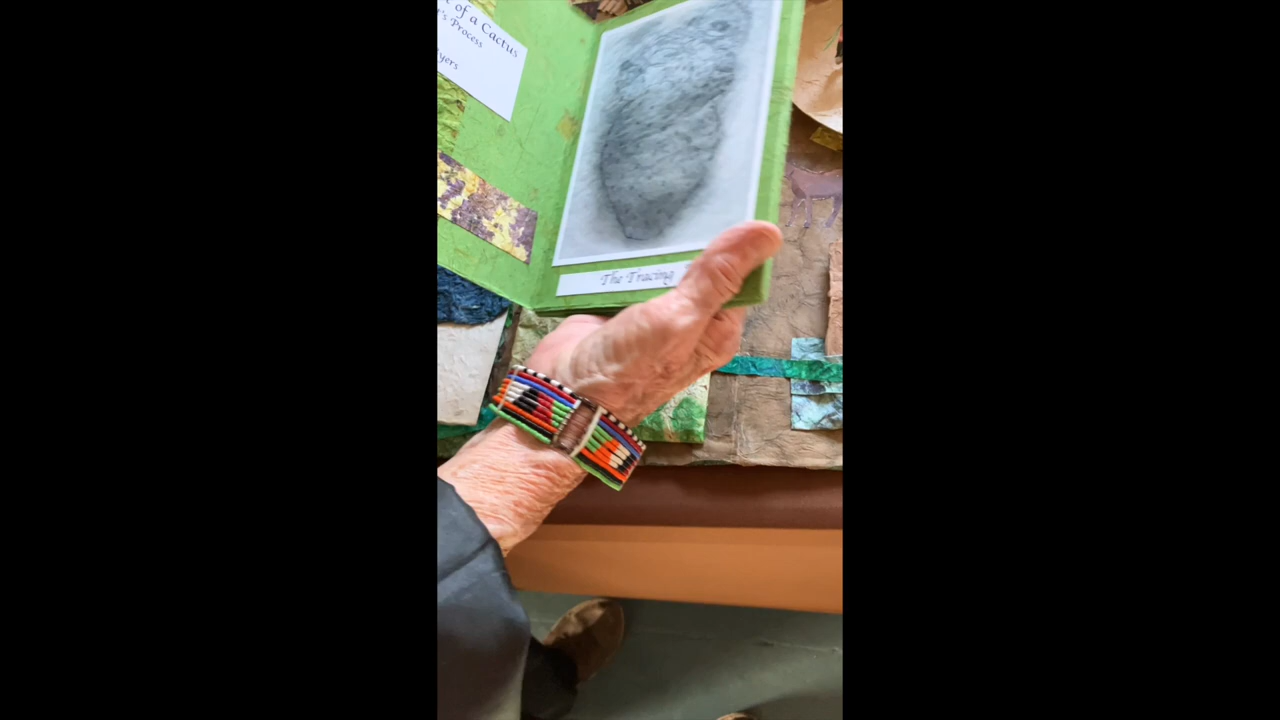 of a Cactus
's Process
yers
The Tracing